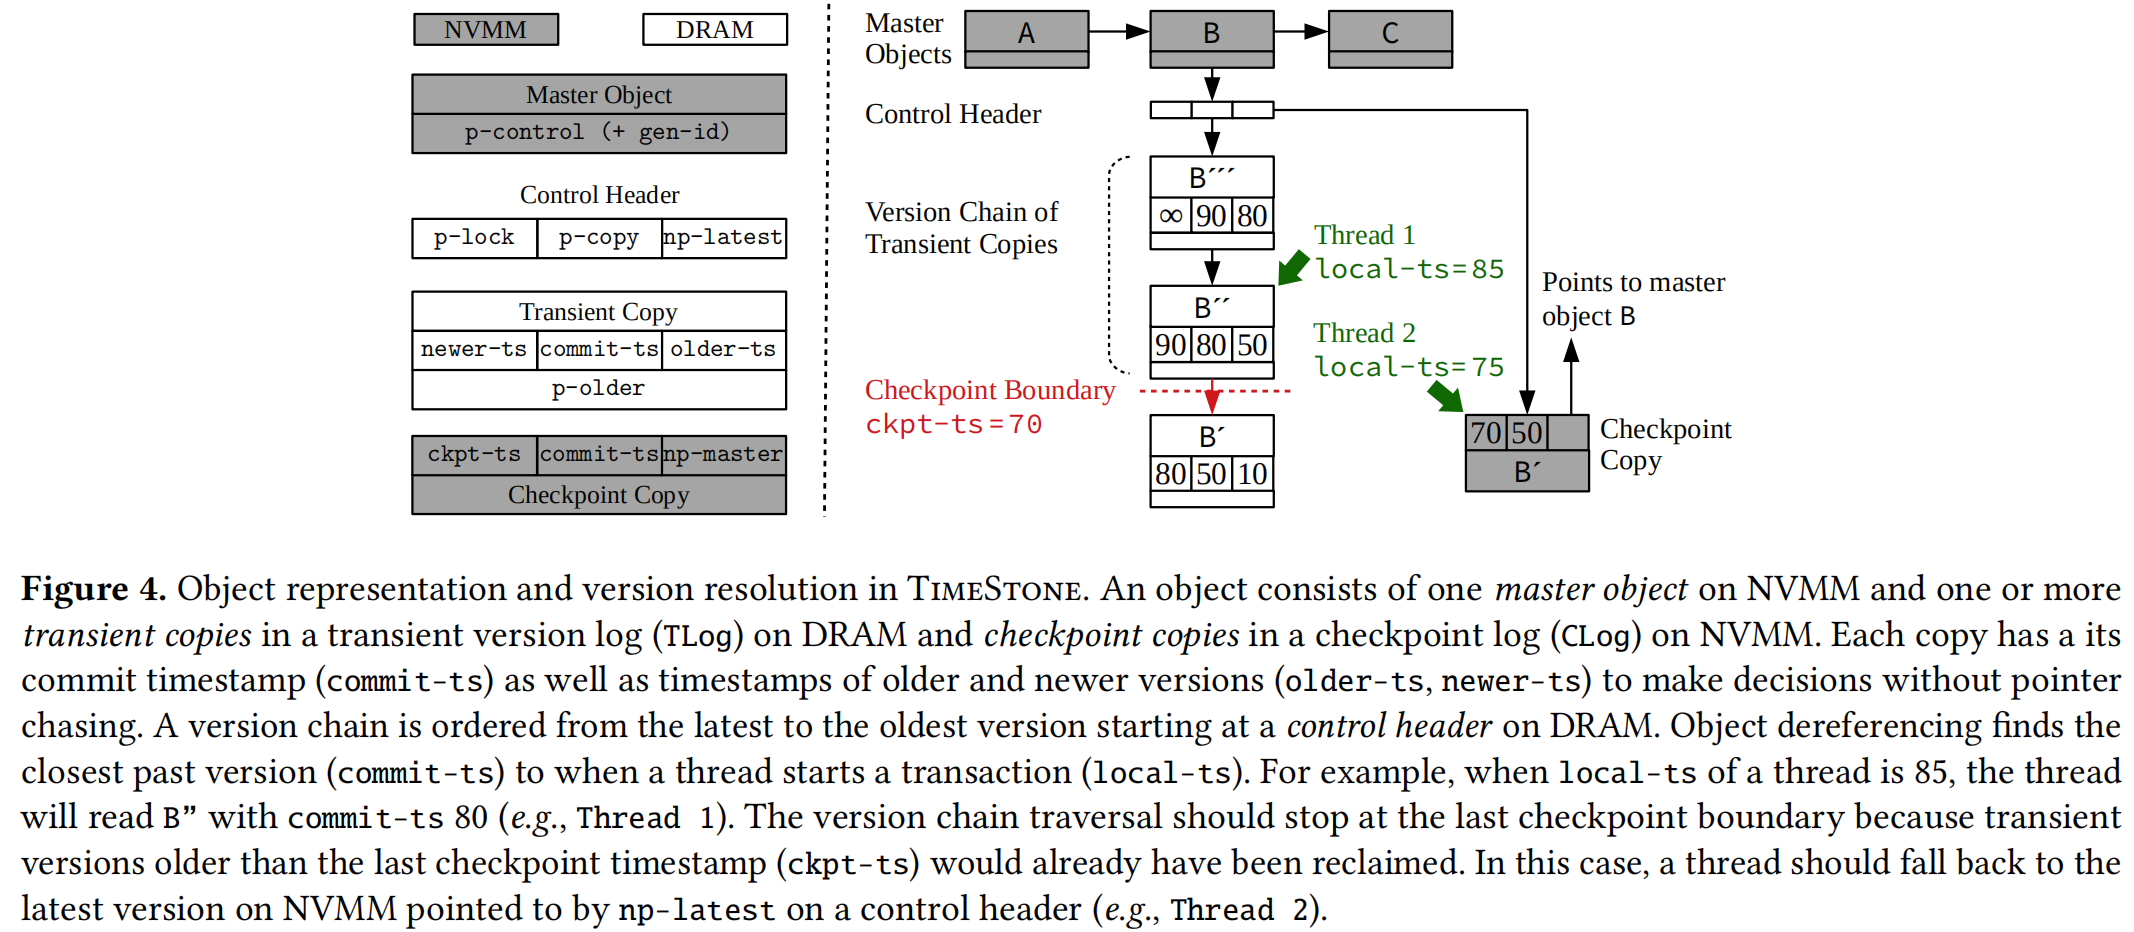 NVMM
DRAM
Master Object
p-control (+ gen-id)
Control Header
p-lock p-copy np-latest
Transient Copy
newer-ts commit-ts older-ts
p-older
ckpt-ts commit-ts np-master
Checkpoint Copy
Master
Objects
A
B
C
Control Header
Version Chain of
Transient Copies
B´´´
∞ 90 80
B´´
90 80 50
Thread 1
local-ts=85
Thread 2
local-ts=75
Checkpoint Boundary
ckpt-ts=70
B´
80 50 10
Points to master
object B
70 50
B´
Checkpoint
Copy
Figure 4. Object representation and version resolution in TimeStone. An object consists of one master object on NVMM and one or more
transient copies in a transient version log (TLog) on DRAM and checkpoint copies in a checkpoint log (CLog) on NVMM. Each copy has a its
commit timestamp (commit-ts) as well as timestamps of older and newer versions (older-ts, newer-ts) to make decisions without pointer
chasing. A version chain is ordered from the latest to the oldest version starting at a control header on DRAM. Object dereferencing finds the
closest past version (commit-ts) to when a thread starts a transaction (local-ts). For example, when local-ts of a thread is 85, the thread
will read B” with commit-ts 80 (e.g., Thread 1). The version chain traversal should stop at the last checkpoint boundary because transient
versions older than the last checkpoint timestamp (ckpt-ts) would already have been reclaimed. In this case, a thread should fall back to the
latest version on NVMM pointed to by np-latest on a control header (e.g., Thread 2).